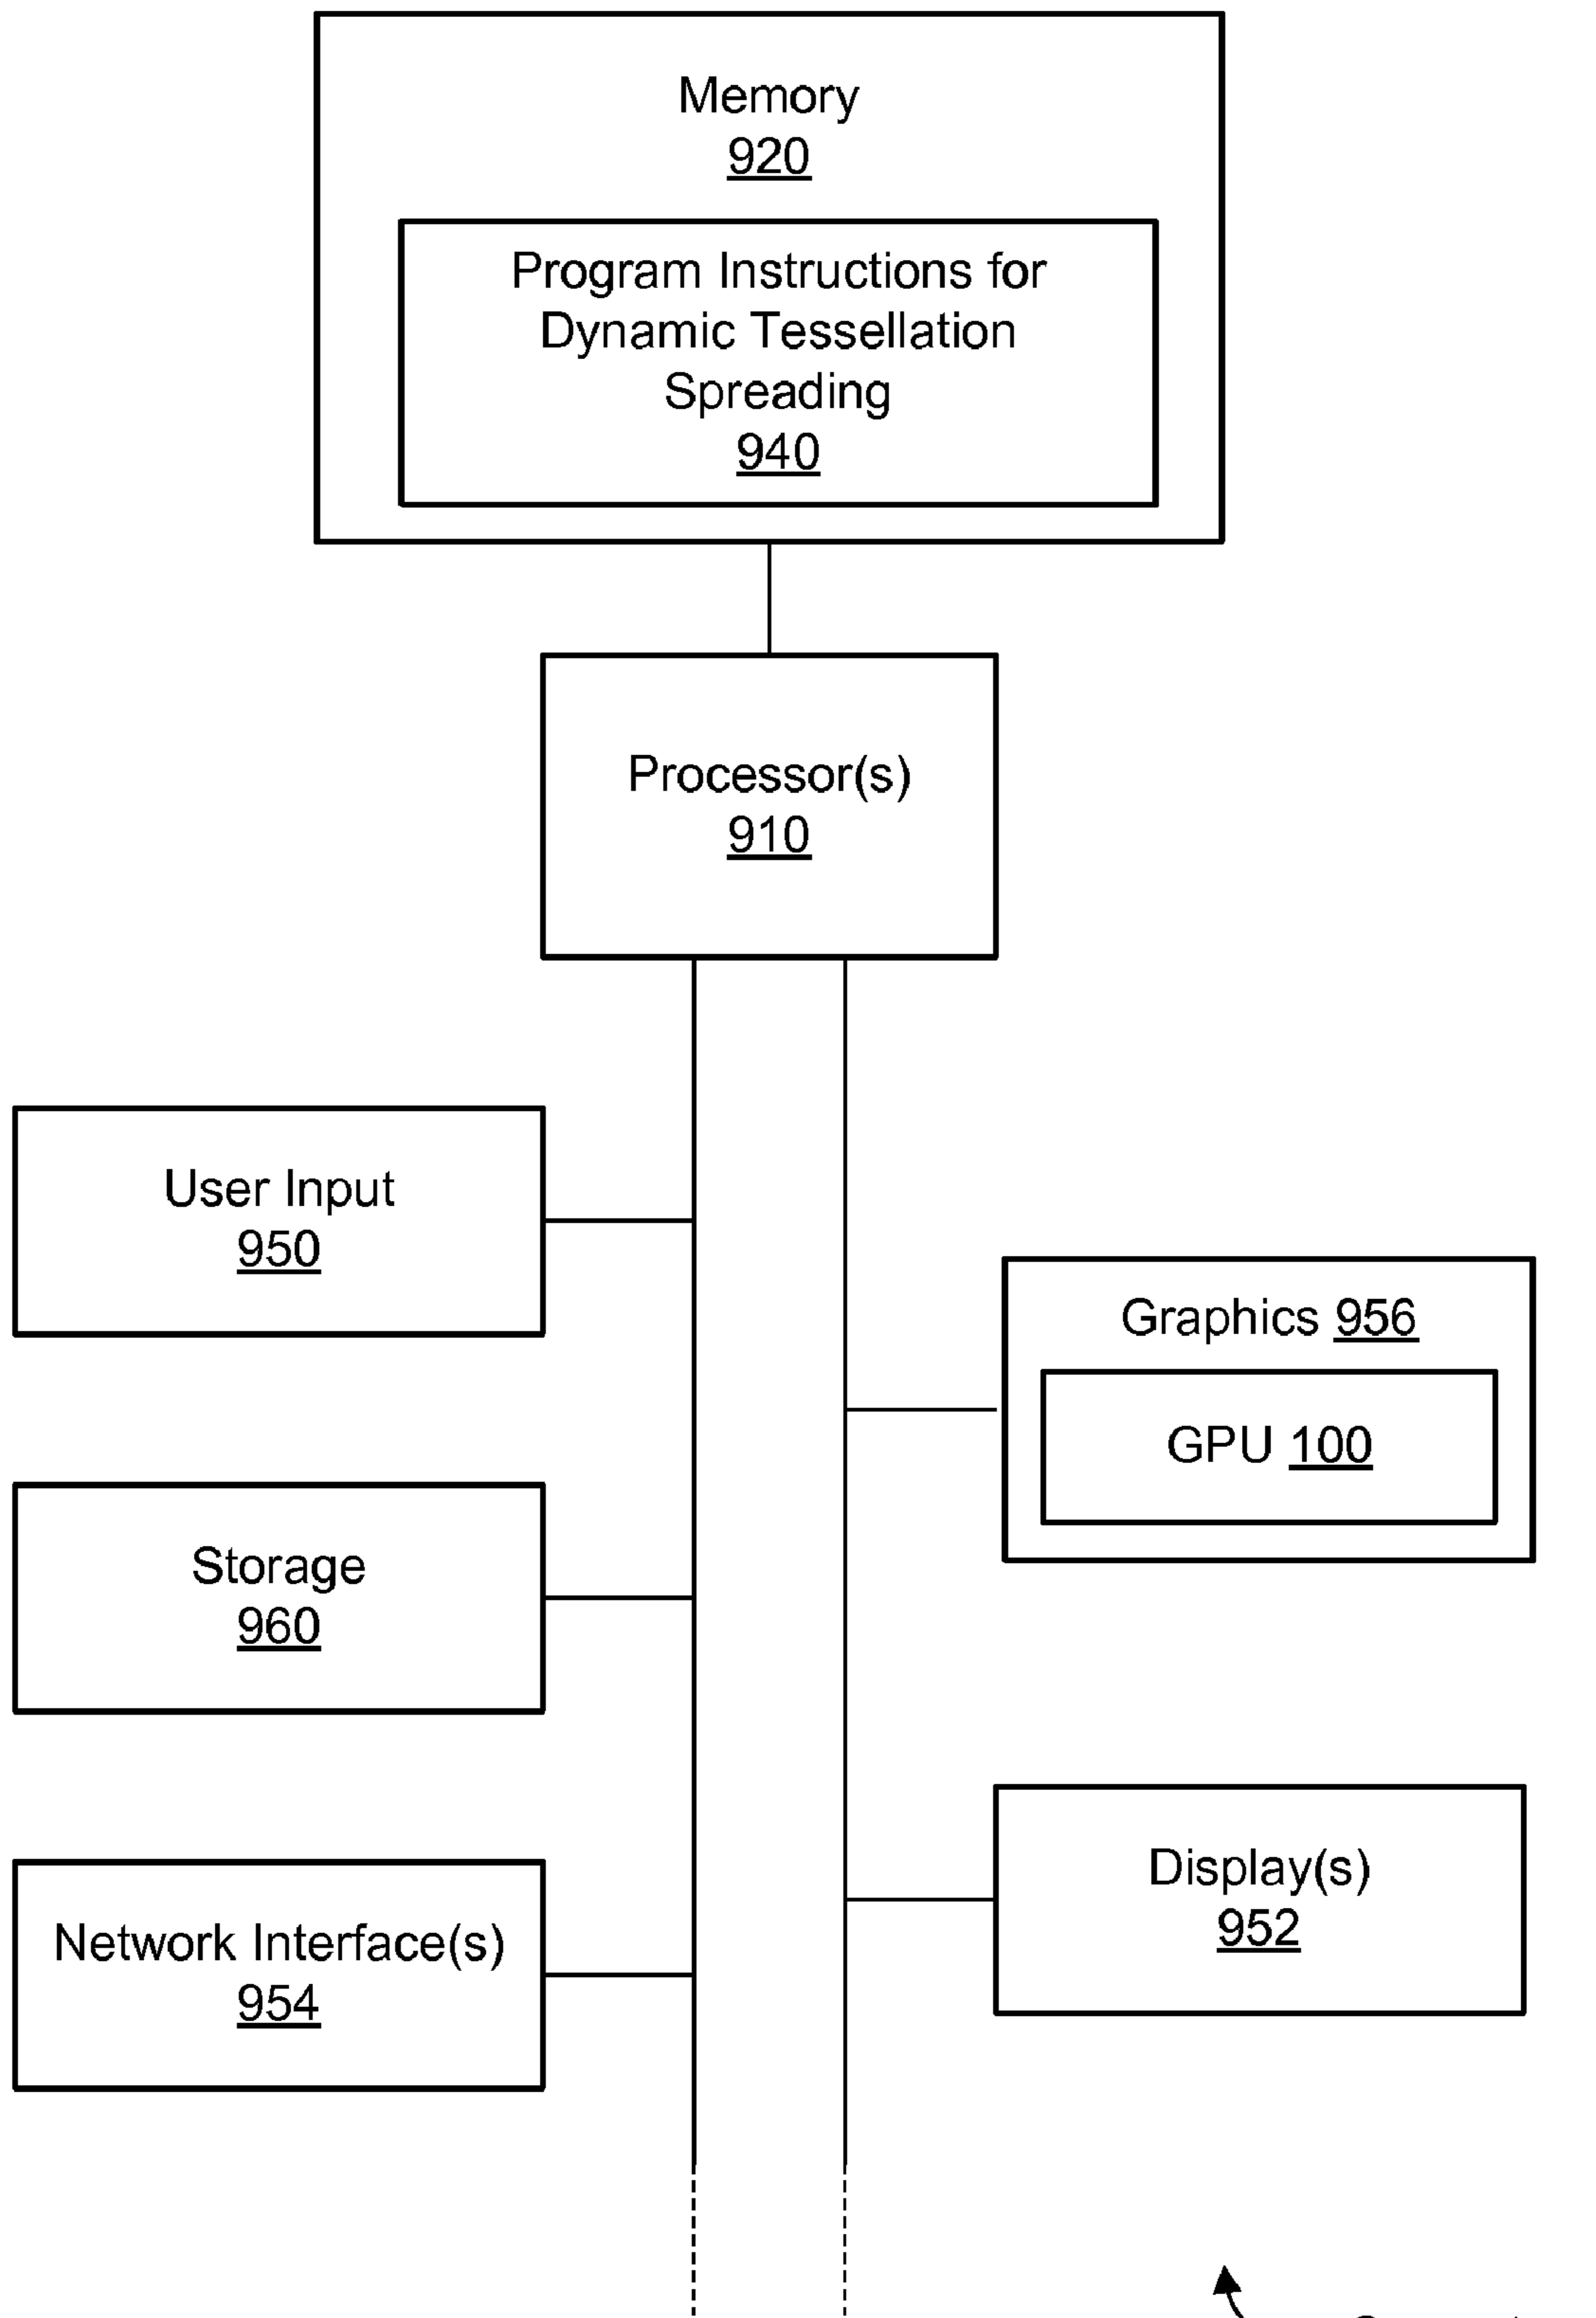 Memory
920
Program Instructions for
Dynamic Tessellation
Spreading
940
Processor(s)
910
User Input
950
Graphics 956
GPU 100
Storage
960
Display(s)
952
Network Interface(s)
954